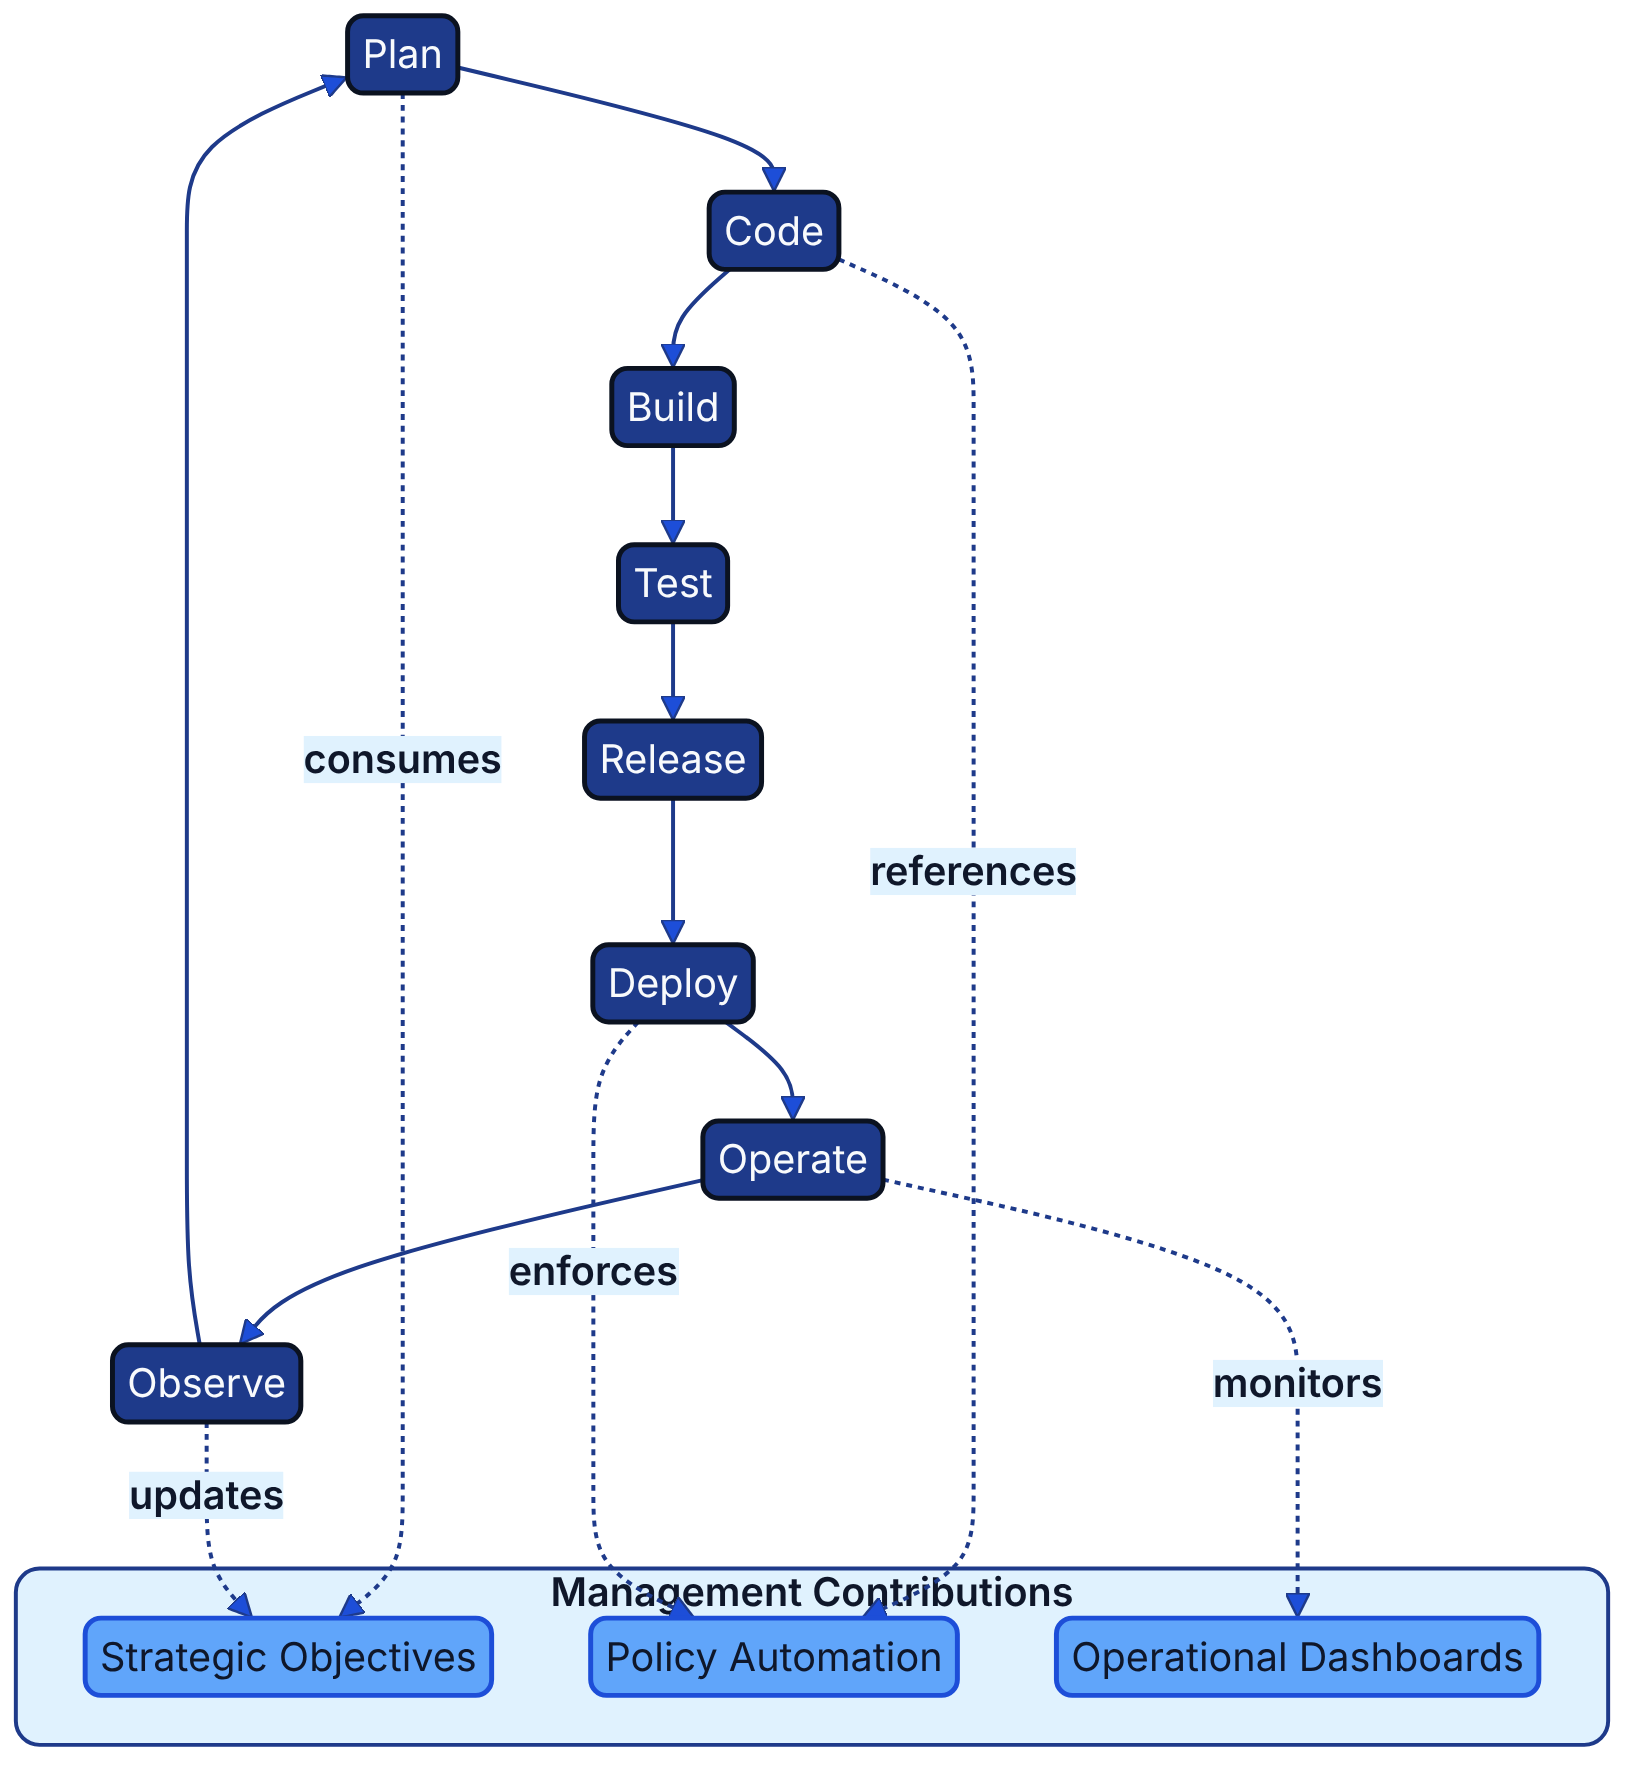 Plan
Code
Build
Test
consumes
Release
references
Deploy
Operate
enforces
Observe
monitors
updates
Management Contributions
Strategic Objectives
Policy Automation
Operational Dashboards